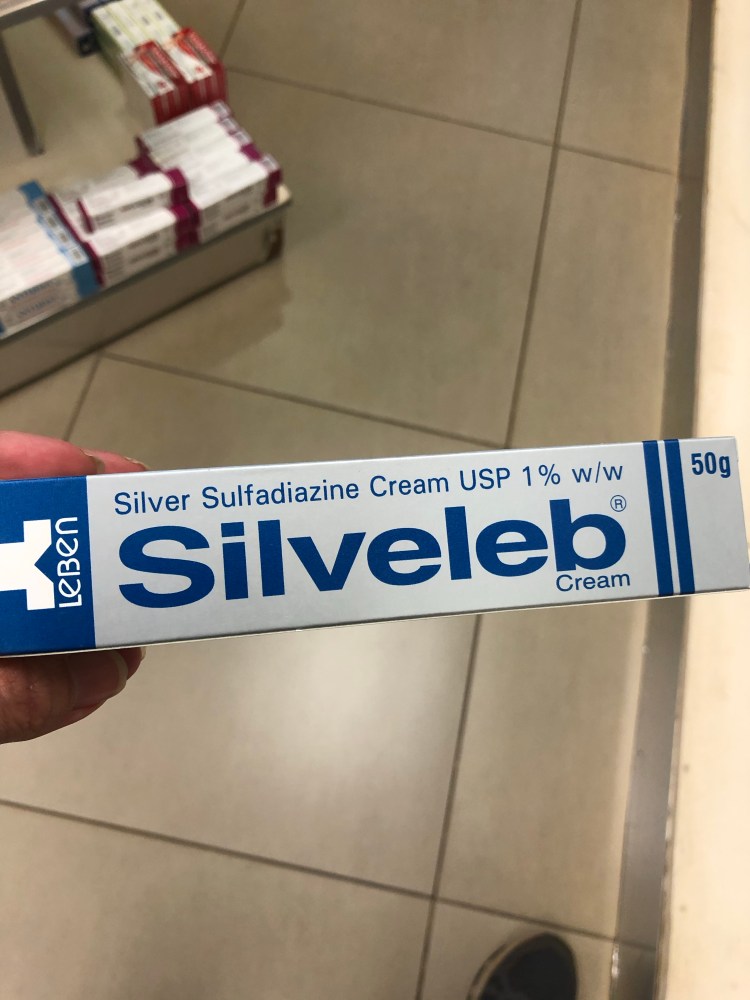 Silver Sulfadiazine Cream USP 1% w/w
Silveleb®
Cream
50g
LEBEN